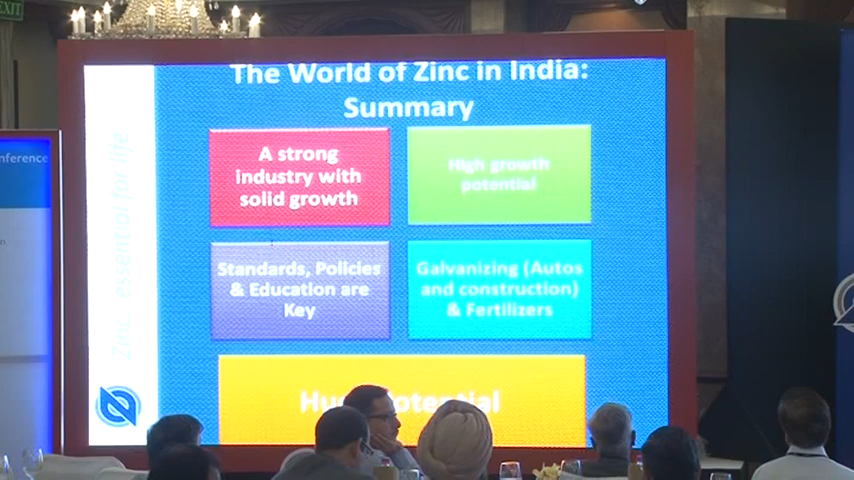 EXIT
The World of Zinc in India:
Summary
A strong
industry with
solid growth
High growth
potential
Standards, Policies
& Education are
Key
Galvanizing (Autos
and construction)
& Fertilizers
Zinc...essential for life
nference